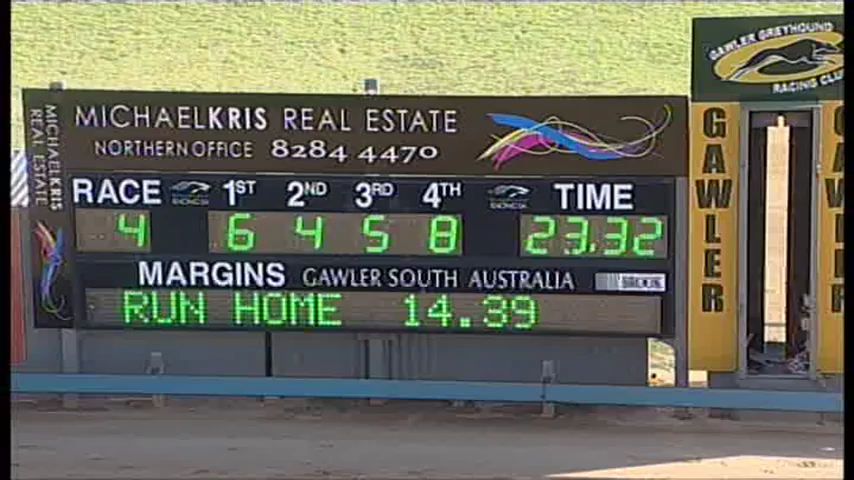 GAWLER GREYHOUND
RACING CLUB
MICHAELKRIS REAL ESTATE
NORTHERN OFFICE 8284 4470
MICHAELKRIS
REAL ESTATE
RACE 1ST 2ND 3RD 4TH TIME
4 6 4 5 8 23.32
MARGINS GAWLER SOUTH AUSTRALIA
RUN HOME 14.39
GAWLER
GAWLER